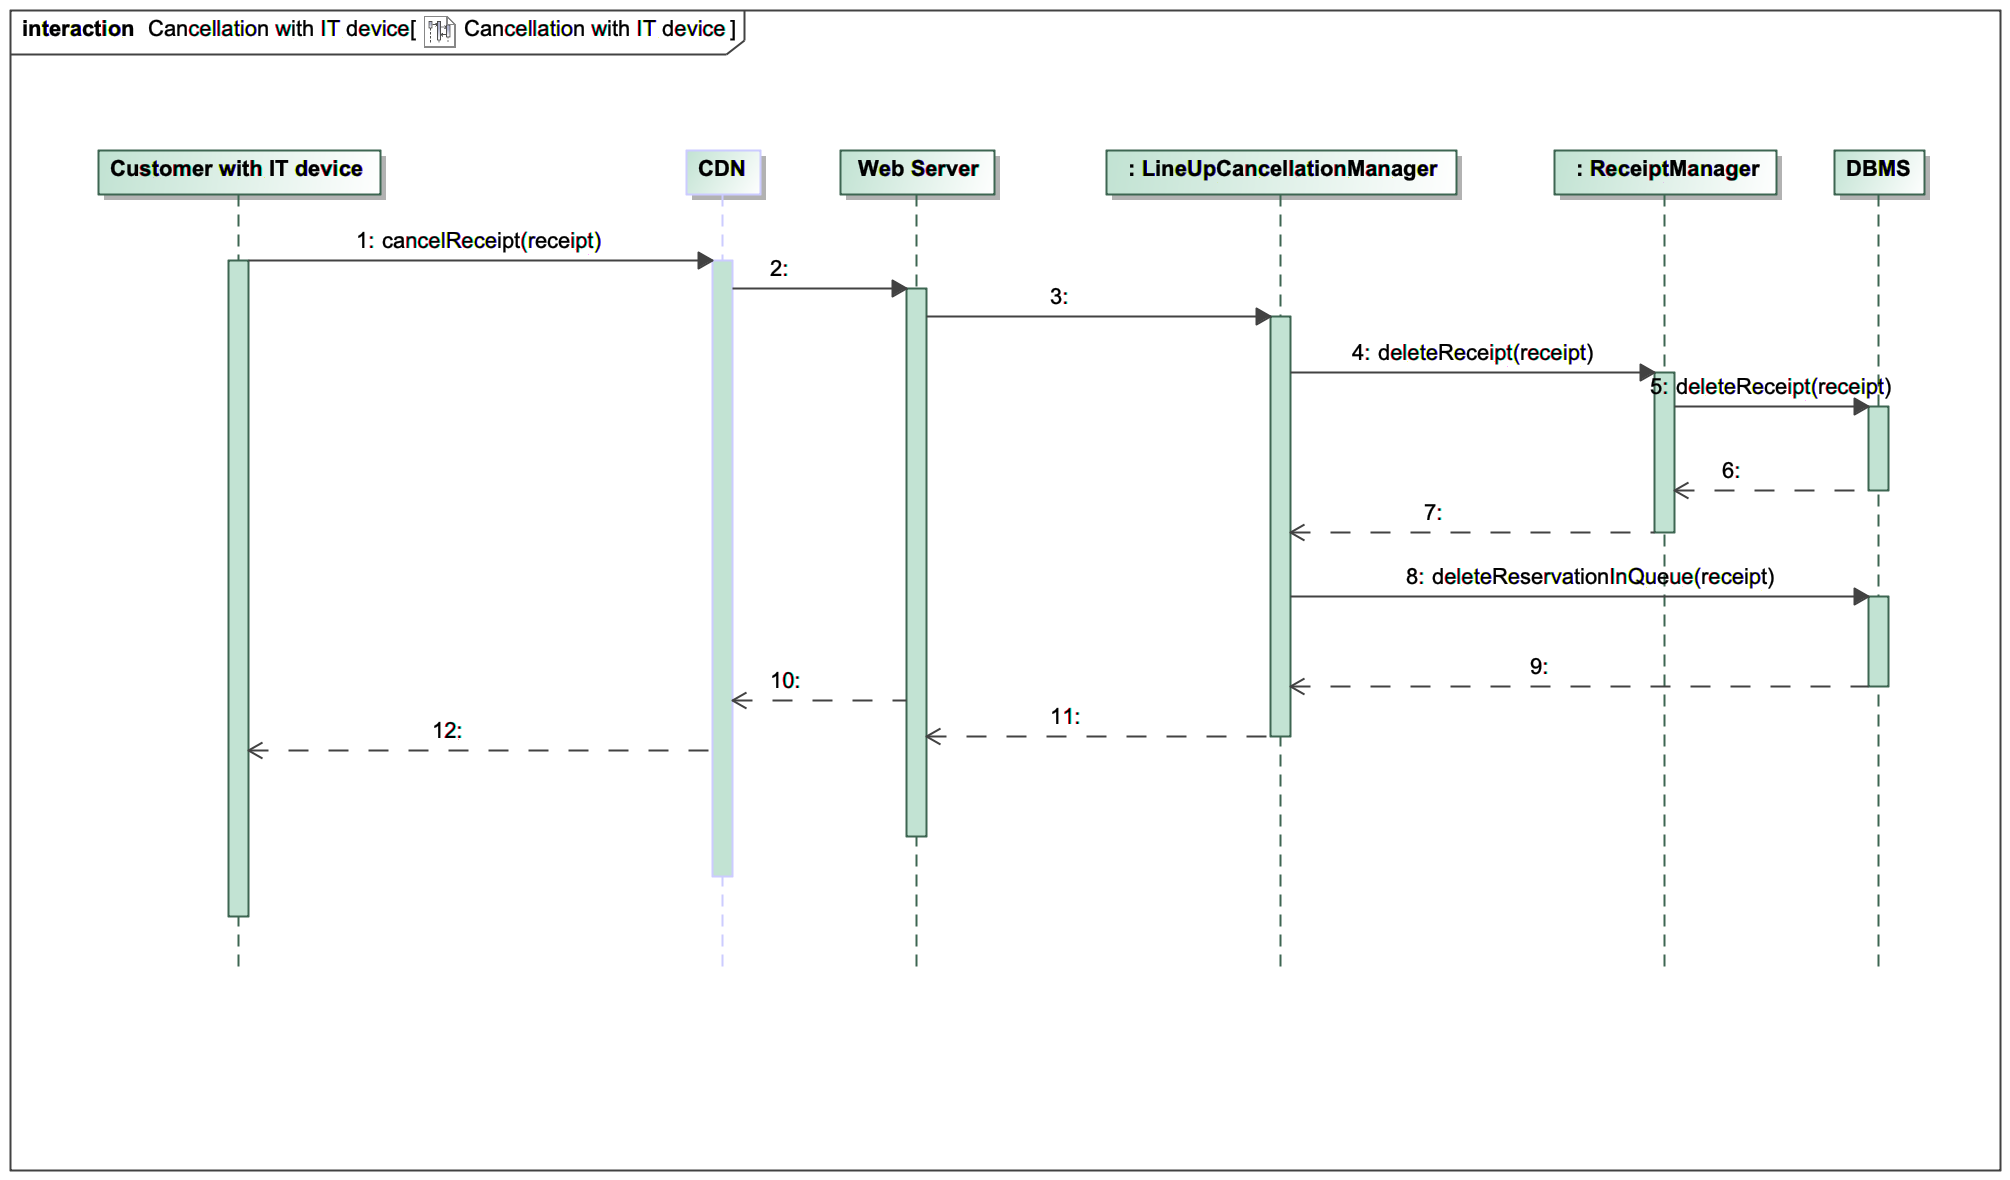 interaction Cancellation with IT device[ Cancellation with IT device ]
Customer with IT device
CDN
Web Server
: LineUpCancellationManager
: ReceiptManager
DBMS
1: cancelReceipt(receipt)
2:
3:
4: deleteReceipt(receipt)
5: deleteReceipt(receipt)
6:
7:
8: deleteReservationInQueue(receipt)
9:
10:
11:
12: